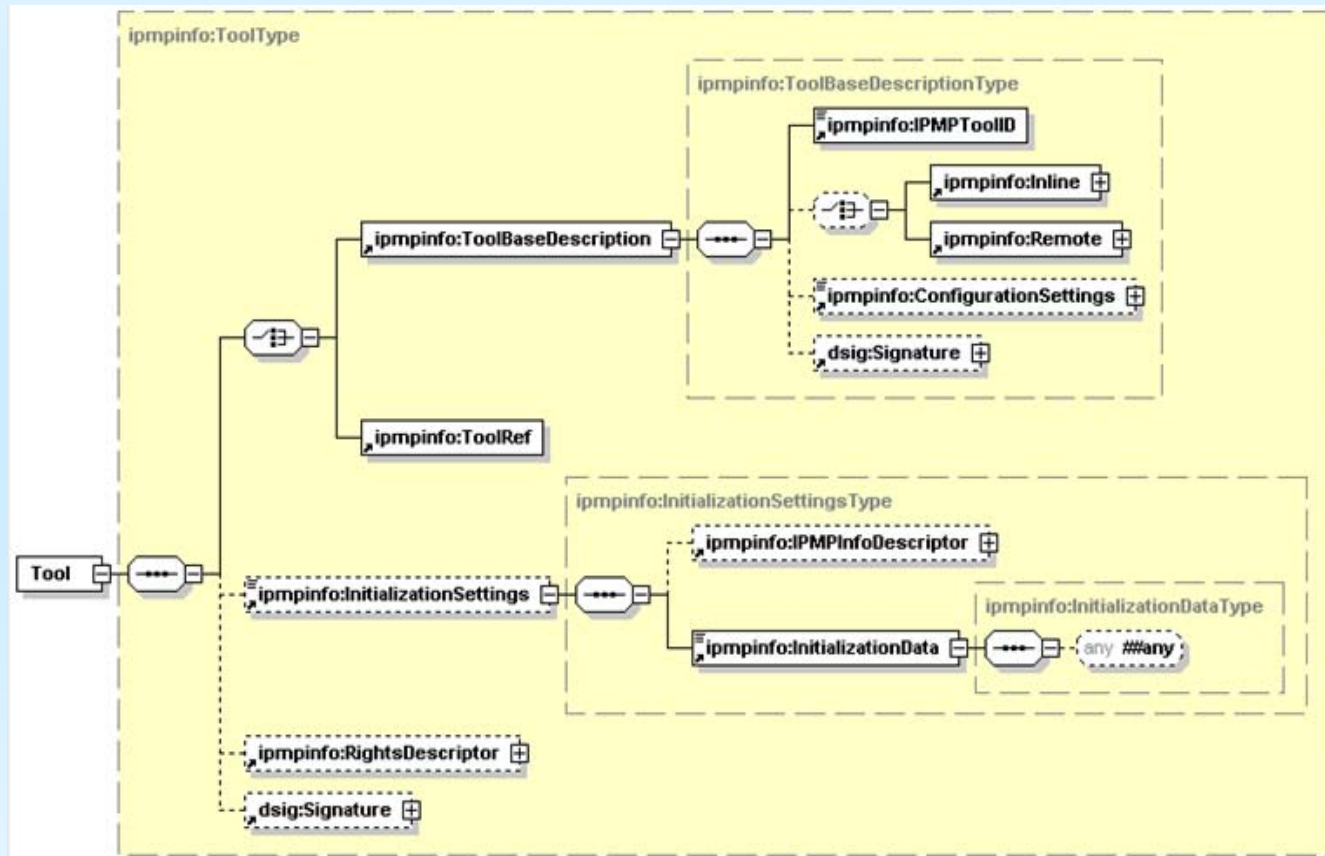 ipmpinfo:ToolType
ipmpinfo:ToolBaseDescriptionType
ipmpinfo:IPMPToolID
ipmpinfo:Inline
ipmpinfo:ToolBaseDescription
ipmpinfo:Remote
ipmpinfo:ConfigurationSettings
dsig:Signature
ipmpinfo:ToolRef
ipmpinfo:InitializationSettingsType
ipmpinfo:IPMPInfoDescriptor
Tool
ipmpinfo:InitializationSettings
ipmpinfo:InitializationDataType
ipmpinfo:InitializationData
any ##any
ipmpinfo:RightsDescriptor
dsig:Signature